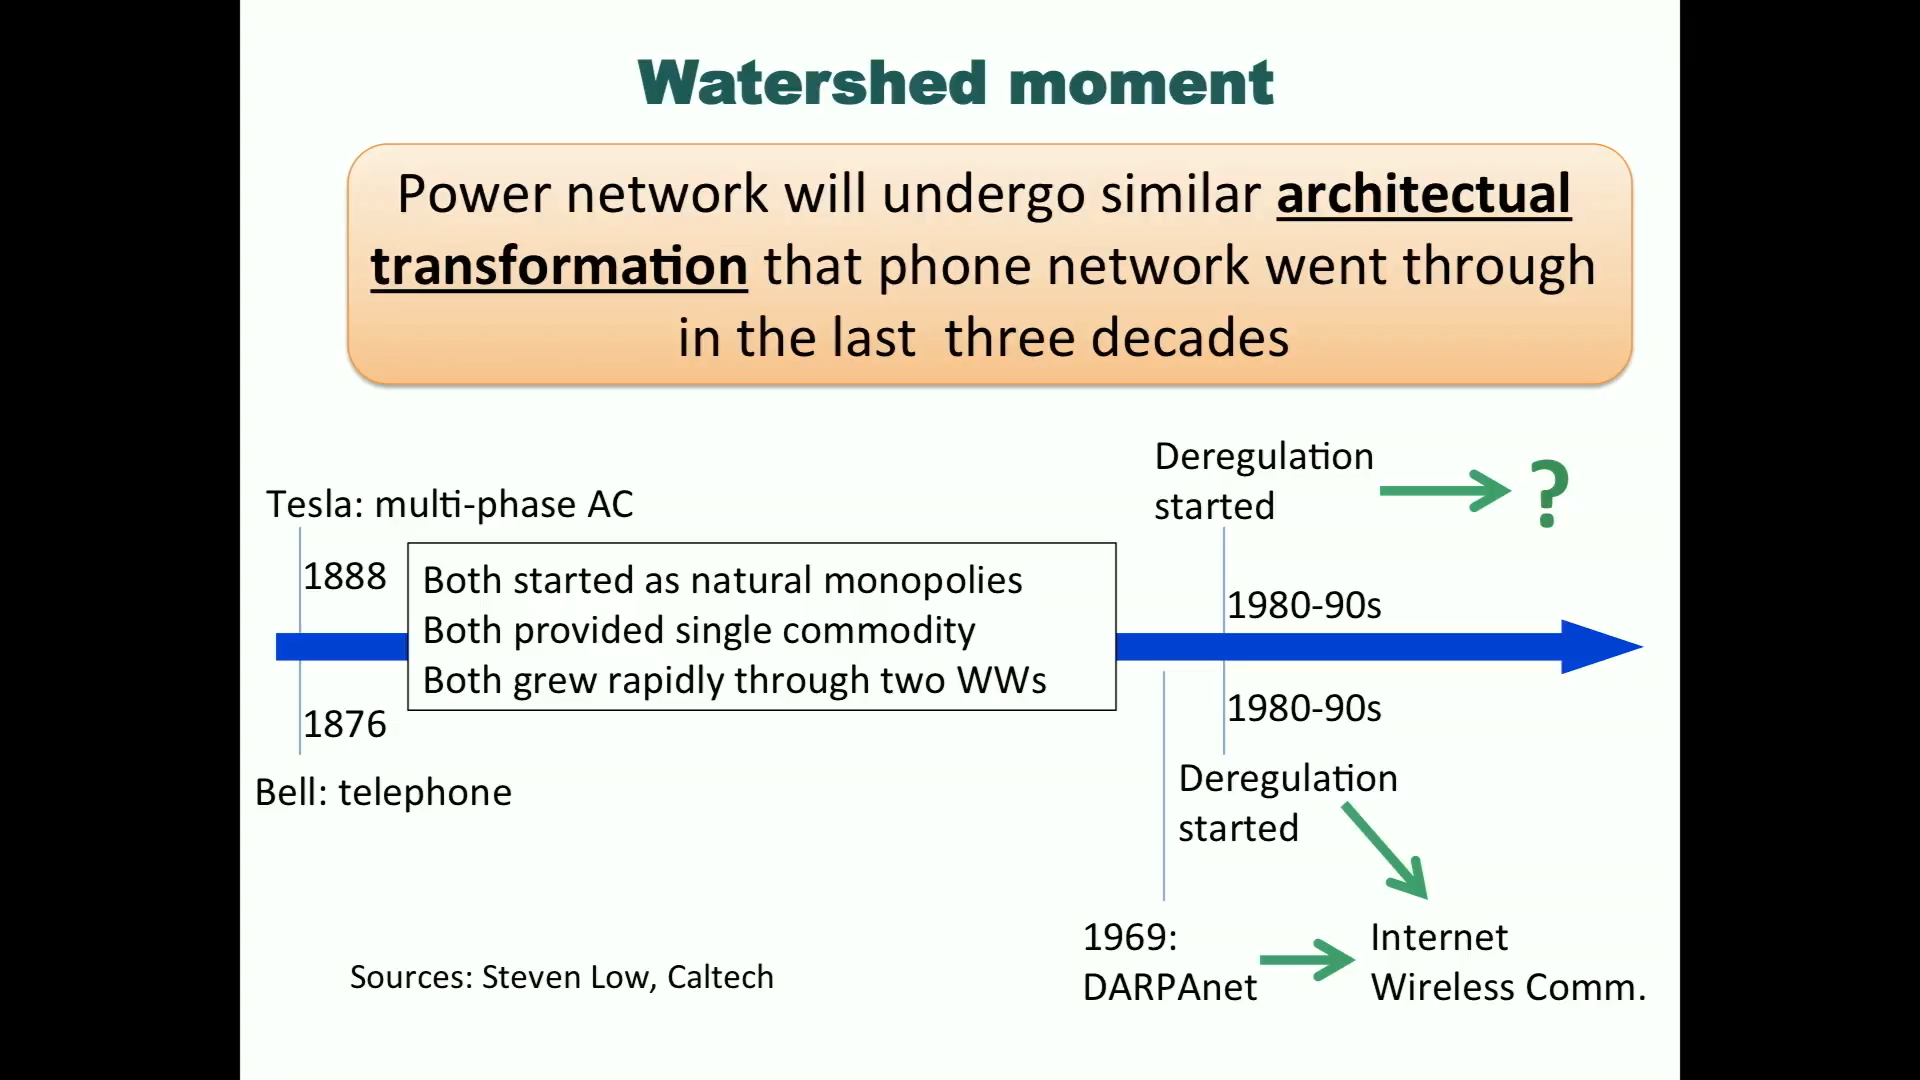 Watershed moment
Power network will undergo similar architectual
transformation that phone network went through
in the last  three decades
Deregulation
started
?
Tesla: multi-phase AC
1888
Both started as natural monopolies
Both provided single commodity
Both grew rapidly through two WWs
1980-90s
1876
1980-90s
Bell: telephone
Deregulation
started
1969:
DARPAnet
Internet
Wireless Comm.
Sources: Steven Low, Caltech